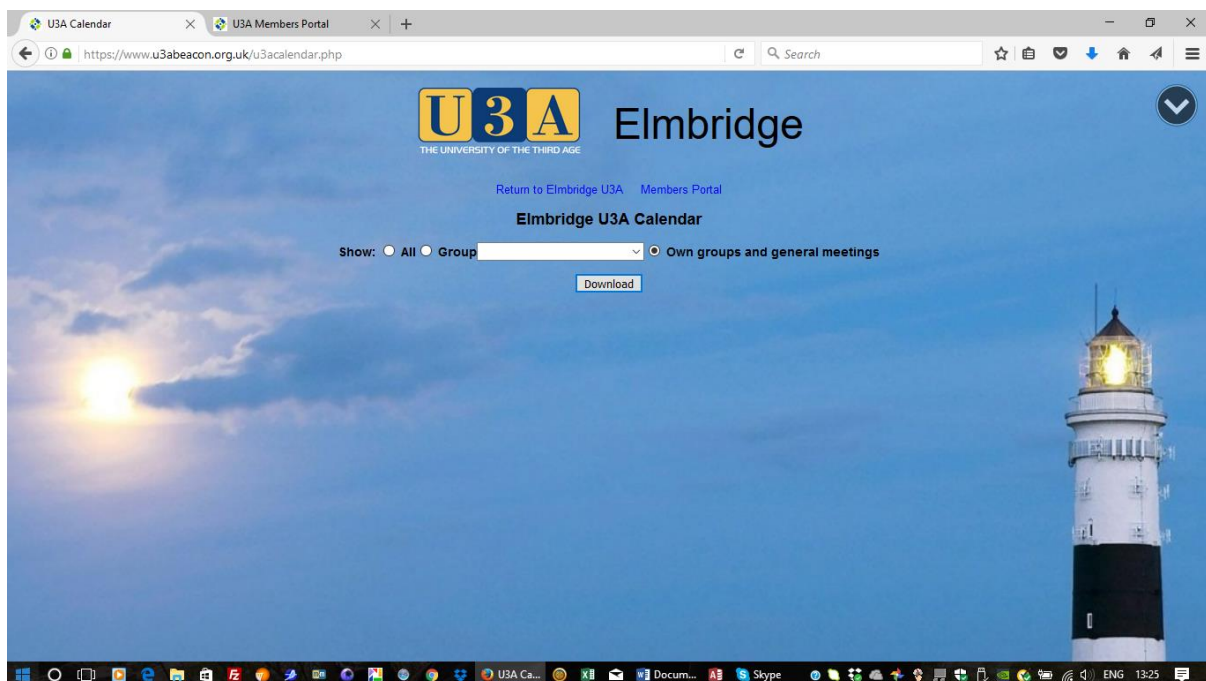 U3A Calendar
U3A Members Portal
https://www.u3abeacon.org.uk/u3acalendar.php
Search
U3A
THE UNIVERSITY OF THE THIRD AGE
Elmbridge
Return to Elmbridge U3A Members Portal
Elmbridge U3A Calendar
Show: All Group Own groups and general meetings
Download
U3A Ca... Docum... Skype ENG 13:25